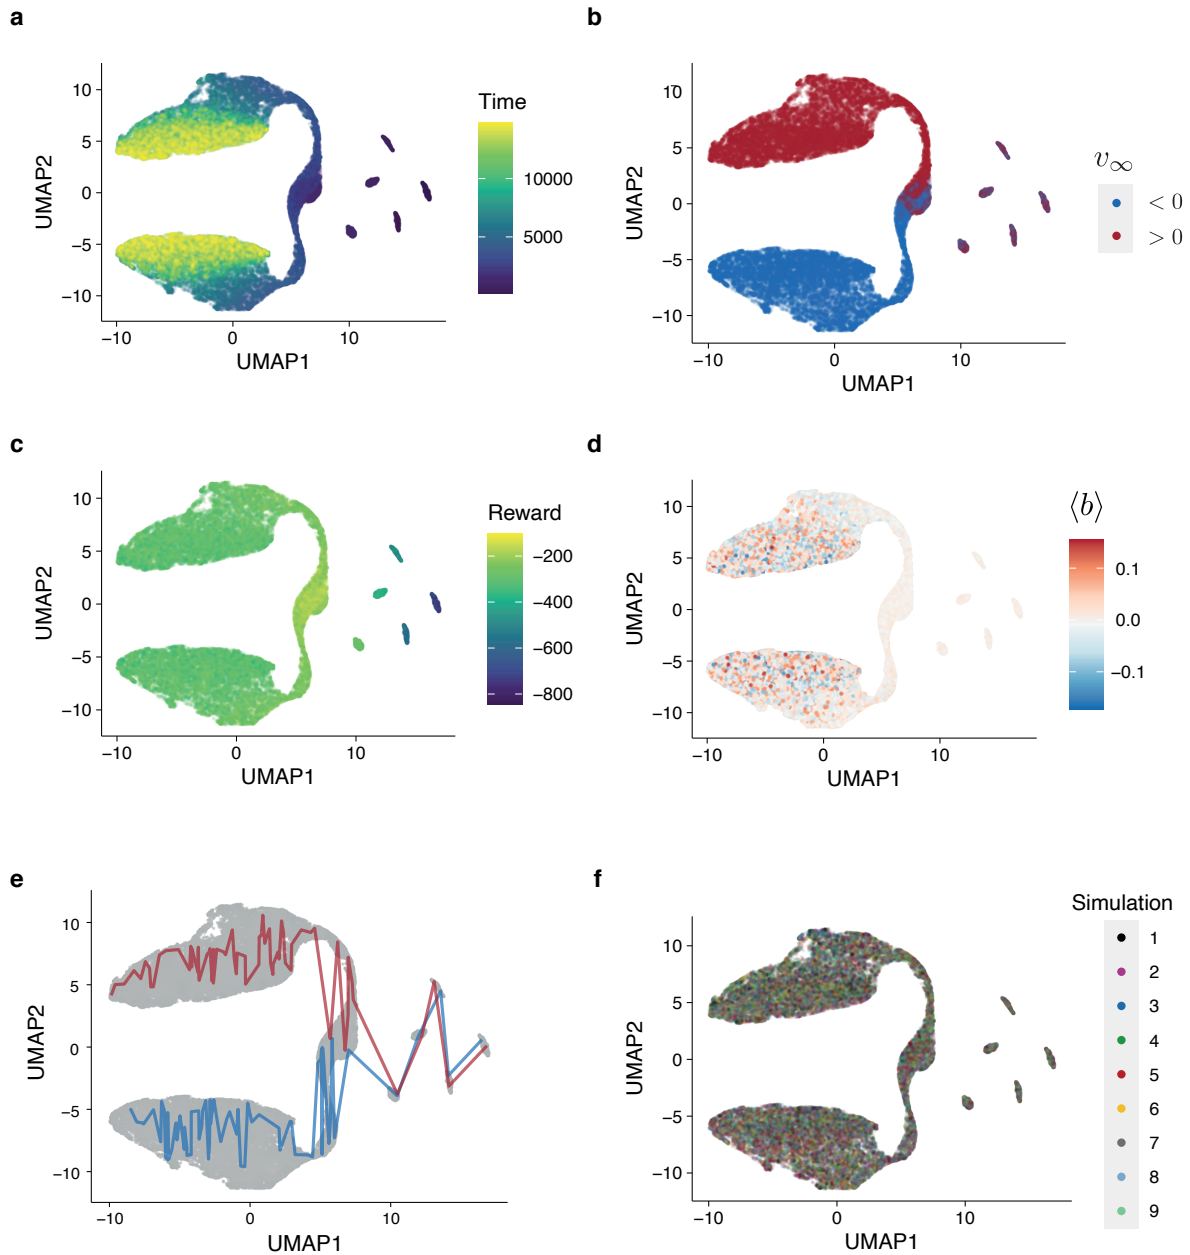 a
b
UMAP2
10
5
0
−5
−10
−10
0
10
UMAP1
Time
10000
5000
UMAP2
10
5
0
−5
−10
−10
0
10
UMAP1
v∞
< 0
> 0
c
d
UMAP2
10
5
0
−5
−10
−10
0
10
UMAP1
Reward
−200
−400
−600
−800
UMAP2
10
5
0
−5
−10
−10
0
10
UMAP1
⟨b⟩
0.1
0.0
−0.1
e
f
UMAP2
10
5
0
−5
−10
−10
0
10
UMAP1
UMAP2
10
5
0
−5
−10
−10
0
10
UMAP1
Simulation
1
2
3
4
5
6
7
8
9